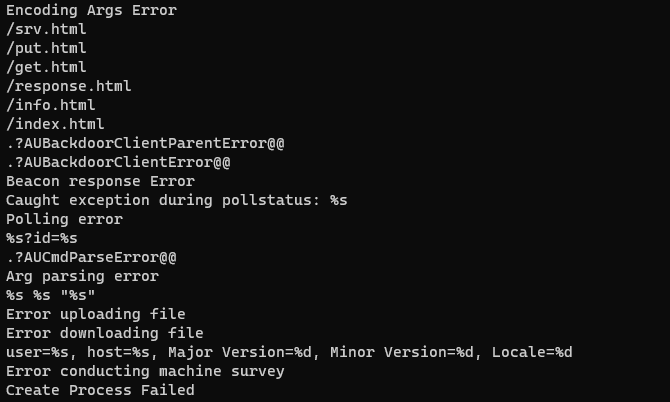 Encoding Args Error
/srv.html
/put.html
/get.html
/response.html
/info.html
/index.html
.?AUBackdoorClientParentError@@
.?AUBackdoorClientError@@
Beacon response Error
Caught exception during pollstatus: %s
Polling error
%s?id=%s
.?AUCmdParseError@@
Arg parsing error
%s %s "%s"
Error uploading file
Error downloading file
user=%s, host=%s, Major Version=%d, Minor Version=%d, Locale=%d
Error conducting machine survey
Create Process Failed